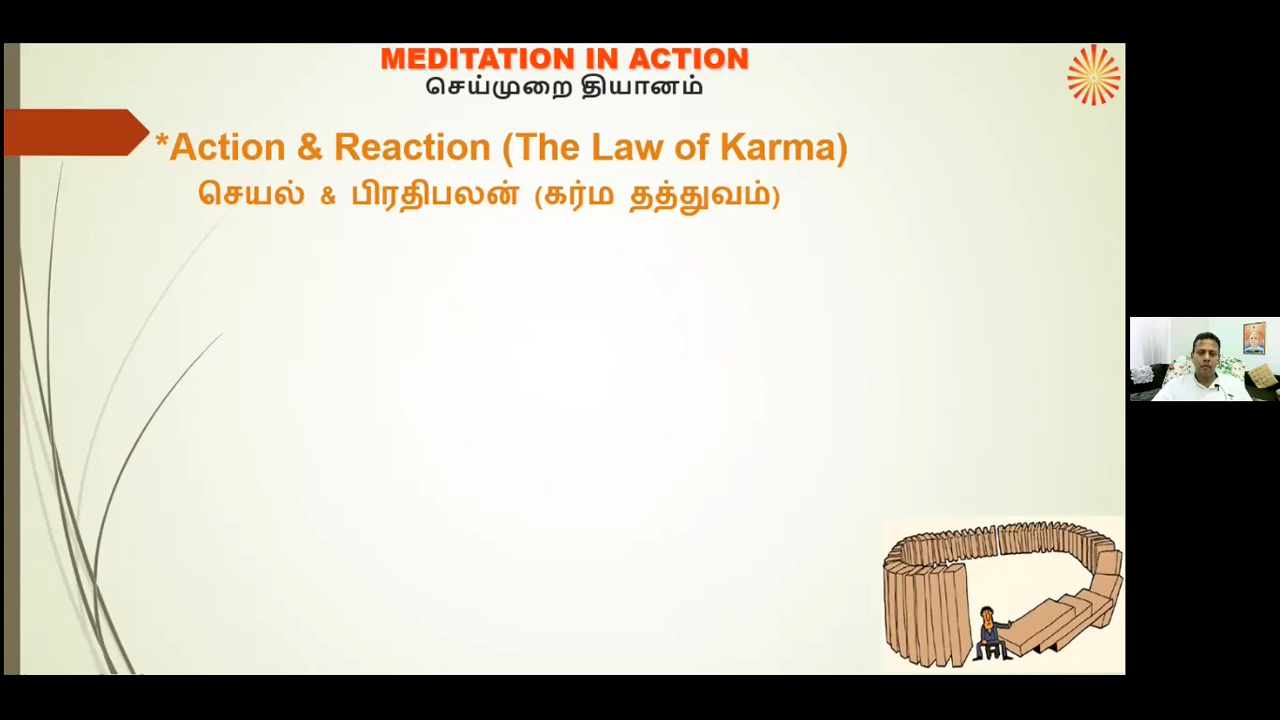 MEDITATION IN ACTION
செய்முறை தியானம்
*Action & Reaction (The Law of Karma)
செயல் & பிரதிபலன் (கர்ம தத்துவம்)